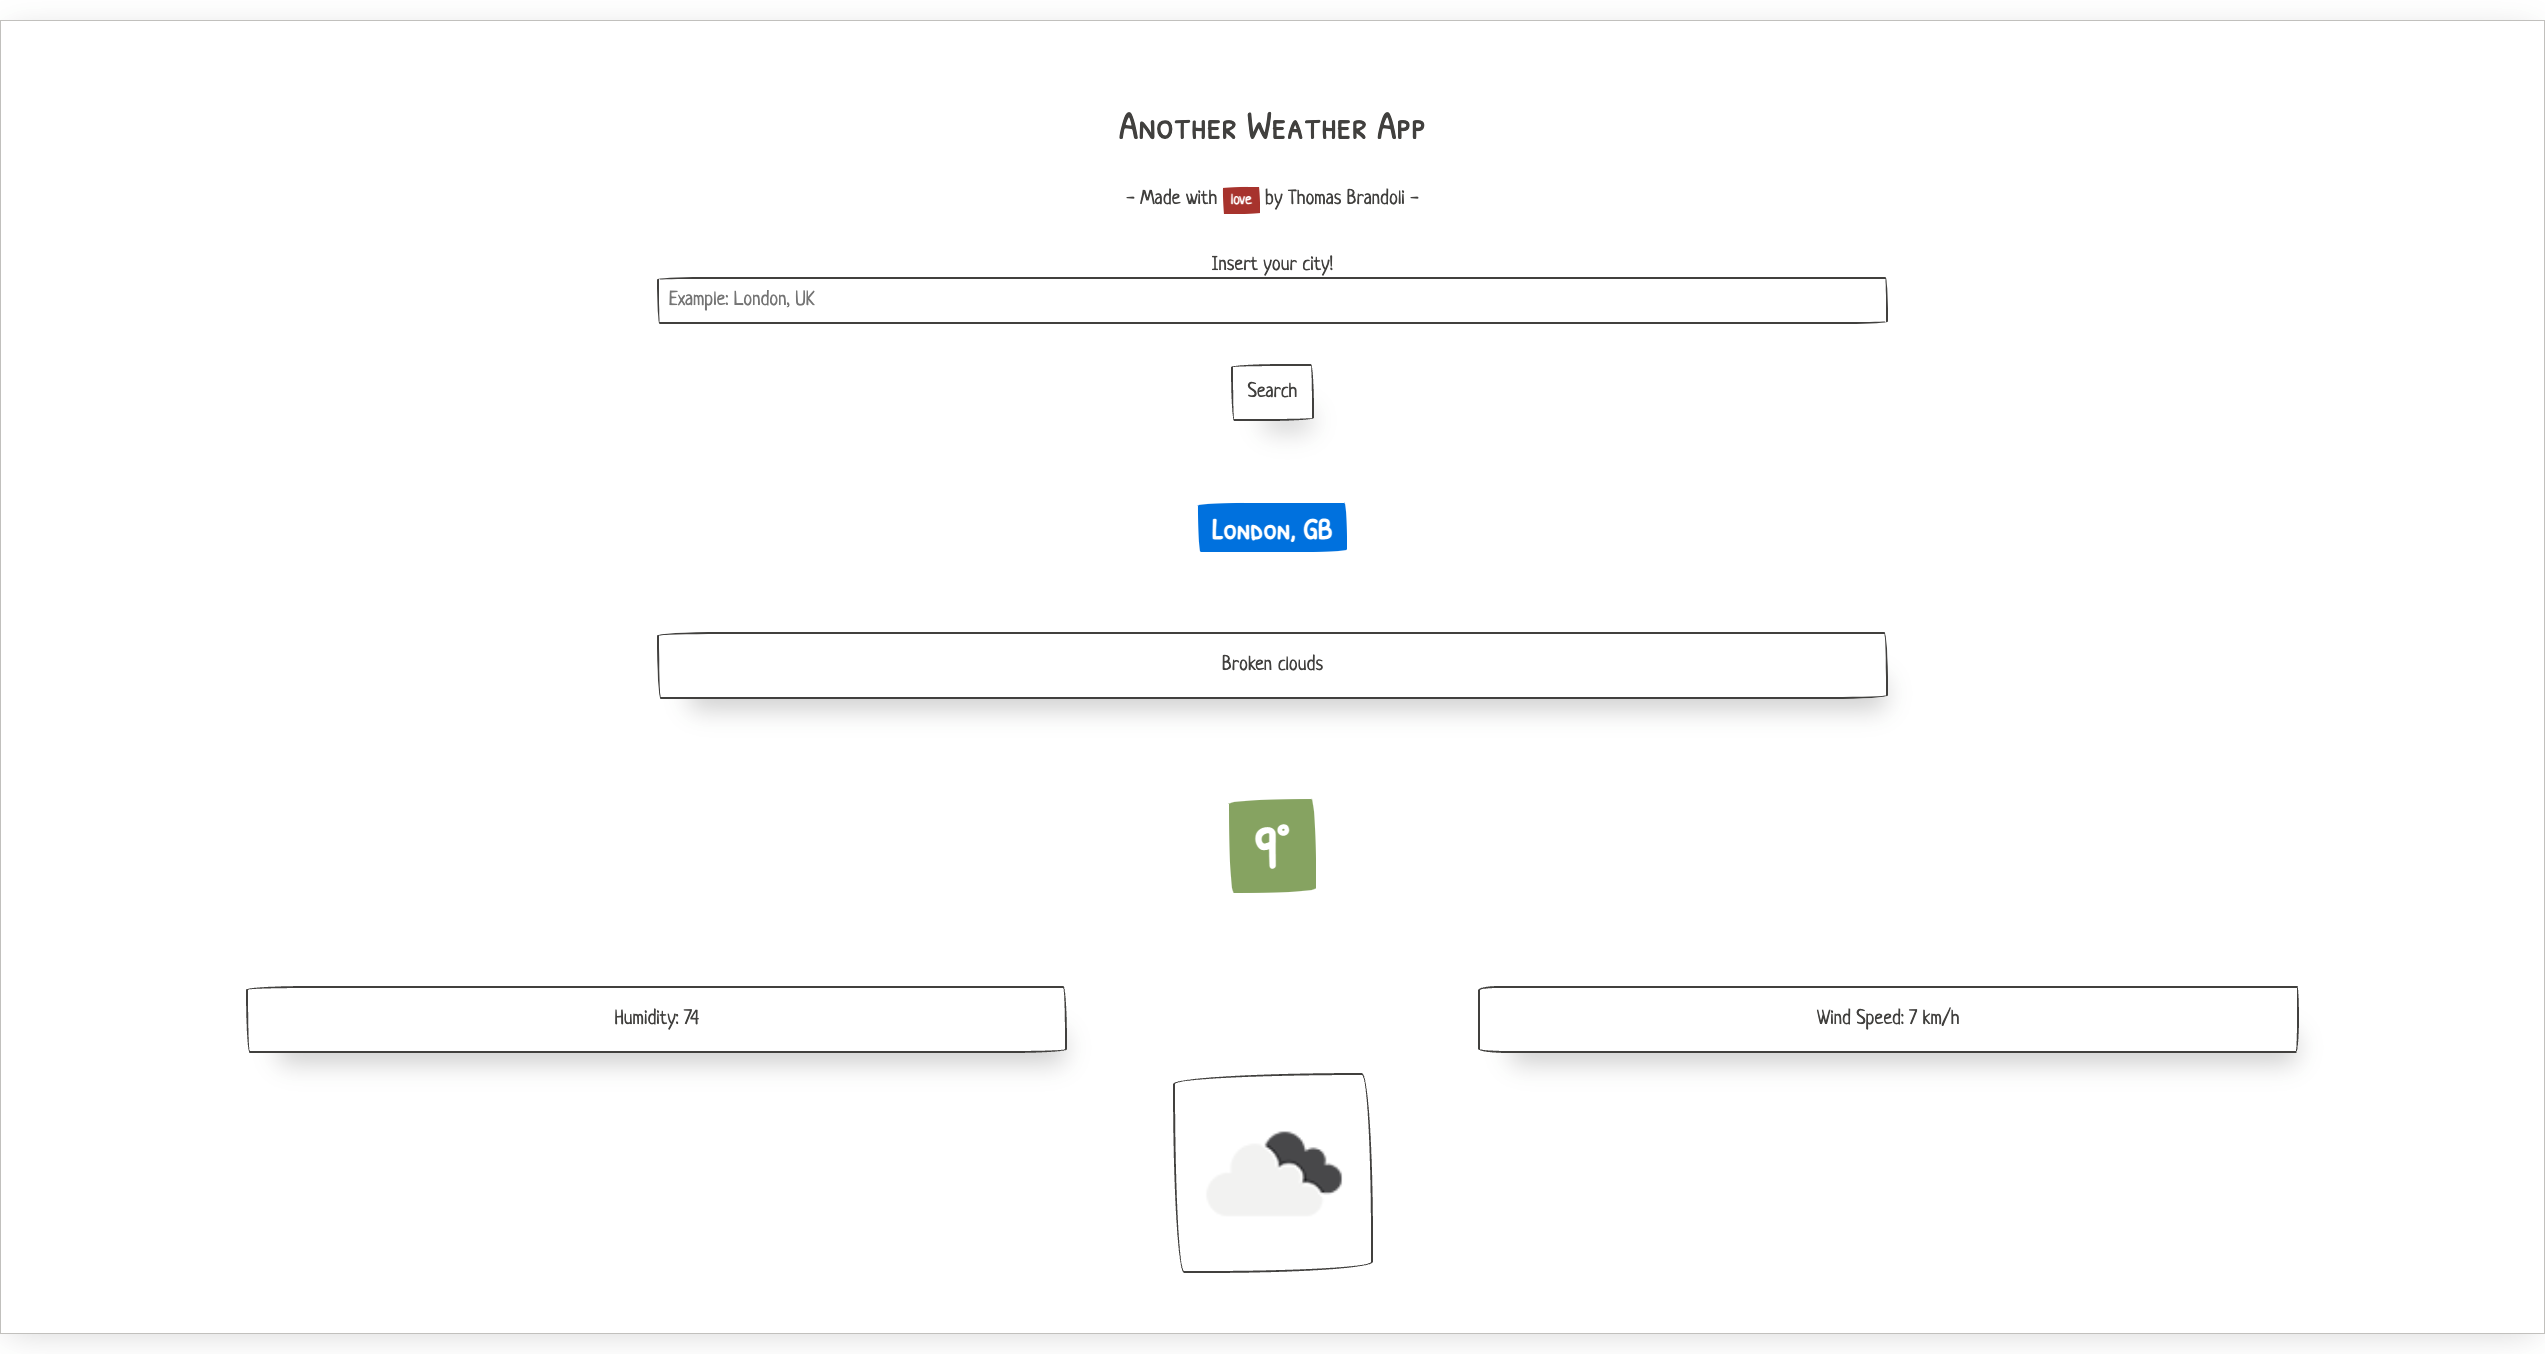 Another Weather App
- Made with love by Thomas Brandoli -
Insert your city!
Example: London, UK
Search
London, GB
Broken clouds
9°
Humidity: 74
Wind Speed: 7 km/h